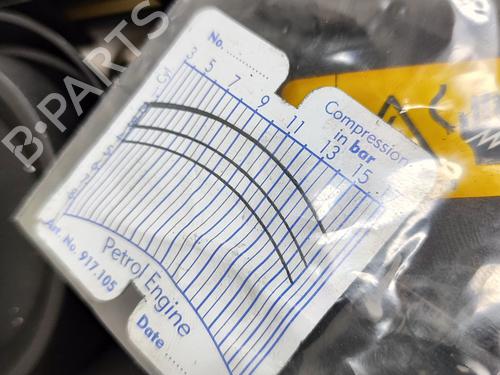 No.
3 5 7 9 11 13 15
Compression
in bar
Art. No. 917.105
Petrol Engine
Date
B-PARTS